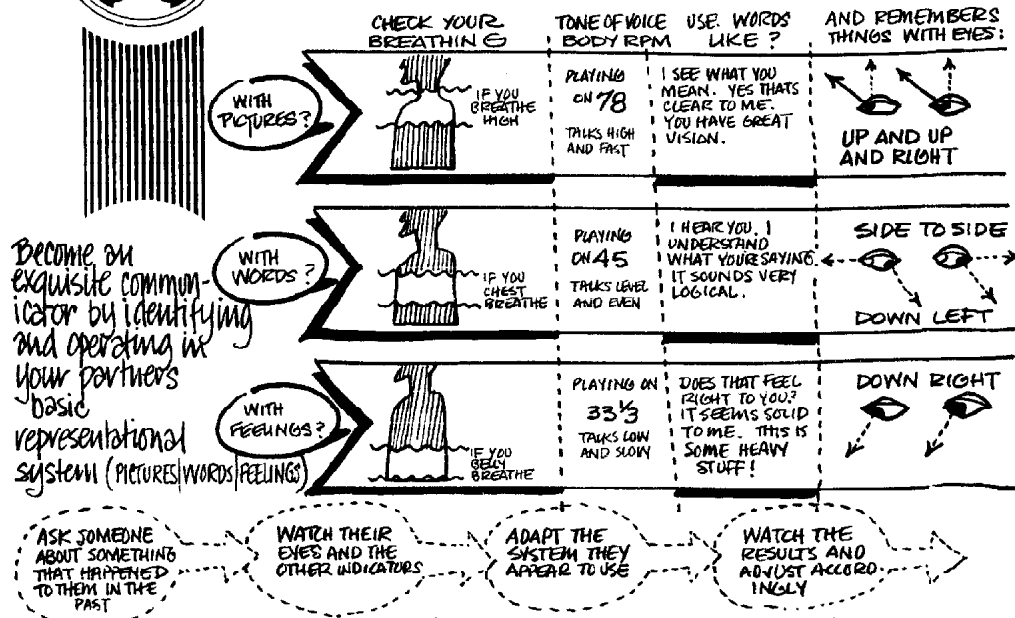 CHECK YOUR
BREATHING
TONE OF VOICE
BODY RPM
USE WORDS
LIKE?
AND REMEMBERS
THINGS WITH EYES:
WITH
PICTURES?
IF YOU
BREATHE
HIGH
PLAYING
ON 78
TALKS HIGH
AND FAST
I SEE WHAT YOU
MEAN. YES THATS
CLEAR TO ME.
YOU HAVE GREAT
VISION.
UP AND UP
AND RIGHT
WITH
WORDS?
IF YOU
CHEST
BREATHE
PLAYING
ON 45
TALKS LEVEL
AND EVEN
I HEAR YOU. I
UNDERSTAND
WHAT YOURE SAYING.
IT SOUNDS VERY
LOGICAL.
SIDE TO SIDE
DOWN LEFT
WITH
FEELINGS?
IF YOU
BELLY
BREATHE
PLAYING ON
33 1/3
TALKS LOW
AND SLOW
DOES THAT FEEL
RIGHT TO YOU?
IT SEEMS SOLID
TO ME. THIS IS
SOME HEAVY
STUFF!
DOWN RIGHT
Become an
exquisite commun-
icator by identifying
and operating in
your partners
basic
representational
system (PICTURES|WORDS|FEELINGS)
ASK SOMEONE
ABOUT SOMETHING
THAT HAPPENED
TO THEM IN THE
PAST
WATCH THEIR
EYES AND THE
OTHER INDICATORS
ADAPT THE
SYSTEM THEY
APPEAR TO USE
WATCH THE
RESULTS AND
ADJUST ACCORD
INGLY